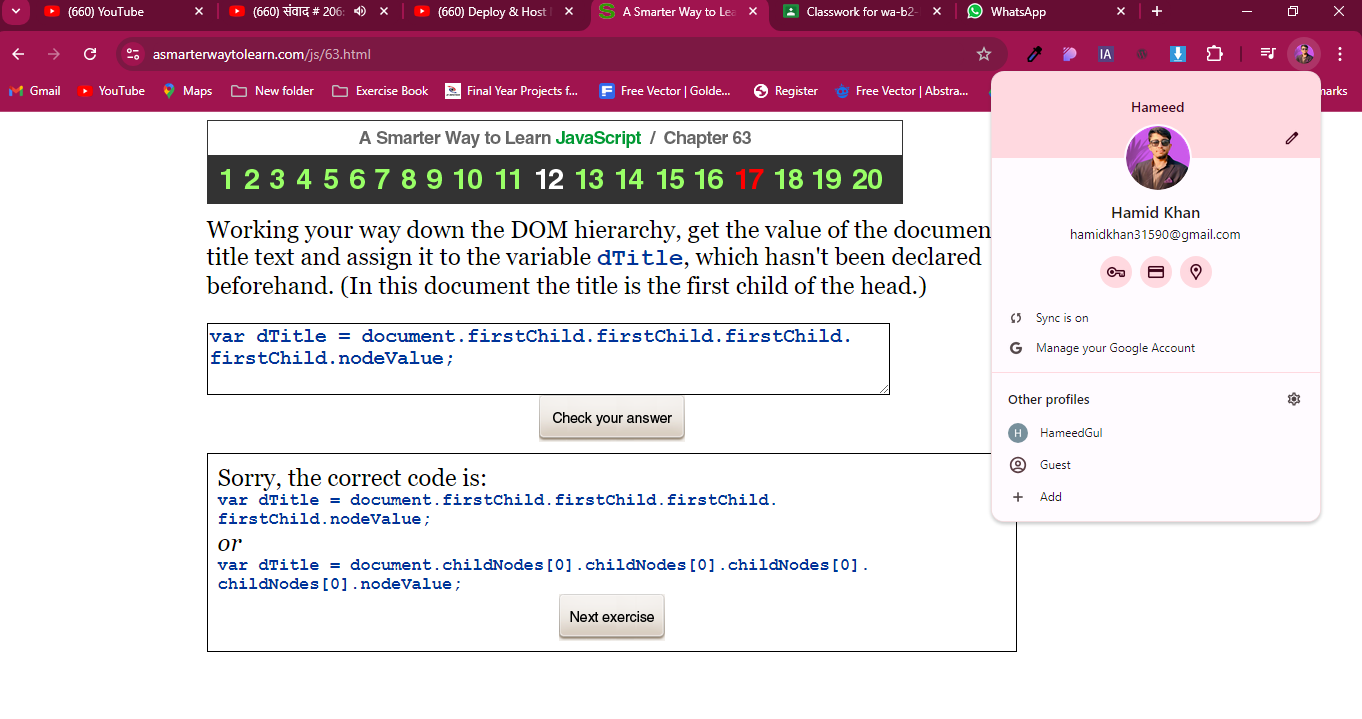 (660) YouTube
(660) संवाद # 206:
(660) Deploy & Host
A Smarter Way to Lea
Classwork for wa-b2-
WhatsApp
asmarterwaytolearn.com/js/63.html
IA
Gmail
YouTube
Maps
New folder
Exercise Book
Final Year Projects f...
Free Vector | Golde...
Register
Free Vector | Abstra...
A Smarter Way to Learn JavaScript / Chapter 63
1 2 3 4 5 6 7 8 9 10 11 12 13 14 15 16 17 18 19 20
Working your way down the DOM hierarchy, get the value of the documen
title text and assign it to the variable dTitle, which hasn't been declared
beforehand. (In this document the title is the first child of the head.)
var dTitle = document.firstChild.firstChild.firstChild.
firstChild.nodeValue;
Check your answer
Sorry, the correct code is:
var dTitle = document.firstChild.firstChild.firstChild.
firstChild.nodeValue;
or
var dTitle = document.childNodes[0].childNodes[0].childNodes[0].
childNodes[0].nodeValue;
Next exercise
Hameed
Hamid Khan
hamidkhan31590@gmail.com
Sync is on
G
Manage your Google Account
Other profiles
H
HameedGul
Guest
Add